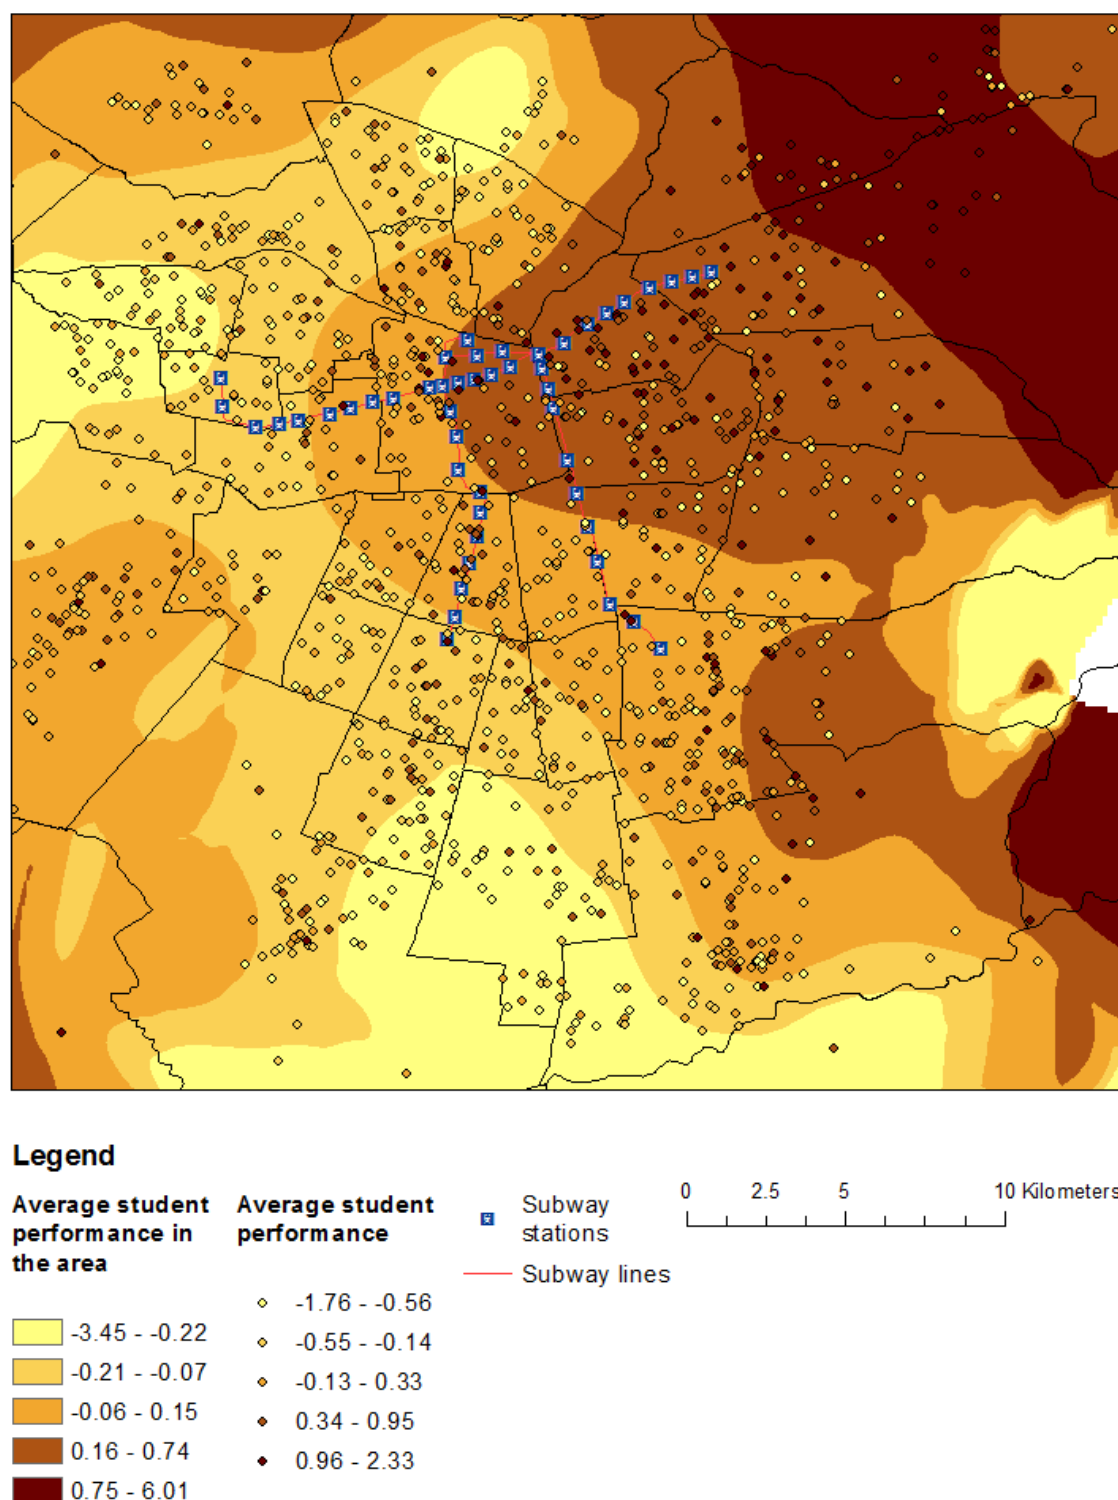 Legend
Average student
performance in
the area
-3.45 - -0.22
-0.21 - -0.07
-0.06 - 0.15
0.16 - 0.74
0.75 - 6.01
Average student
performance
-1.76 - -0.56
-0.55 - -0.14
-0.13 - 0.33
0.34 - 0.95
0.96 - 2.33
Subway
stations
Subway lines
0 2.5 5 10 Kilometers